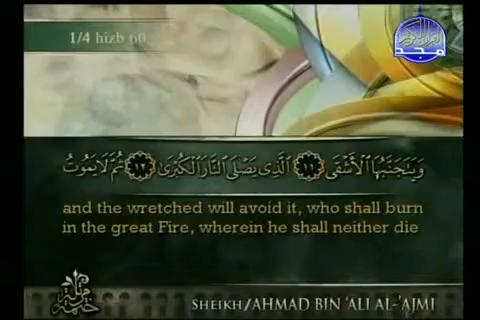 1/4 hizb 60
مجد
وَيَتَجَنَّبُهَا الْأَشْقَى ١١ الَّذِي يَصْلَى النَّارَ الْكُبْرَىٰ ١٢ ثُمَّ لَا يَمُوتُ
and the wretched will avoid it, who shall burn
in the great Fire, wherein he shall neither die
SHEIKH/AHMAD BIN 'ALI AL-'AJMI